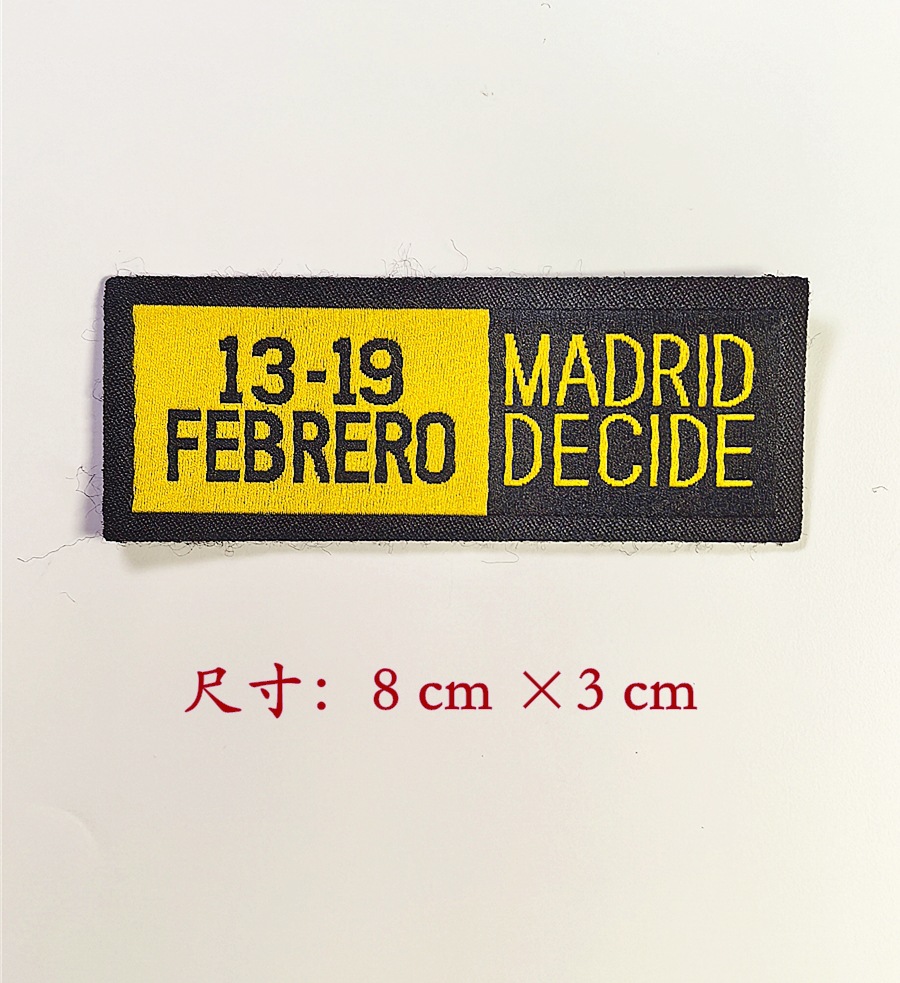 13-19
FEBRERO
MADRID
DECIDE
尺寸：8 cm ×3 cm